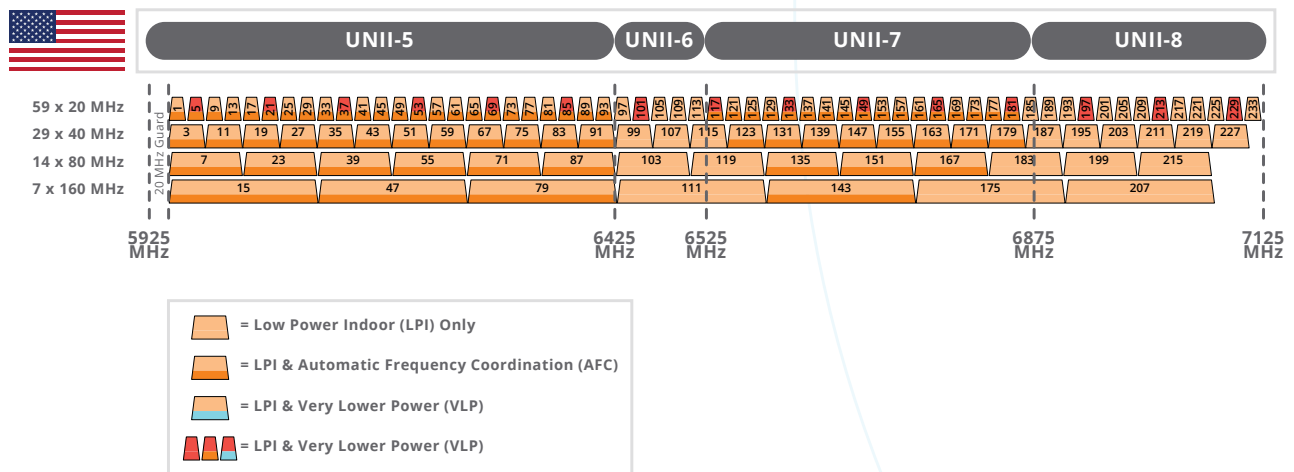 UNII-5 UNII-6 UNII-7 UNII-8
59 x 20 MHz 1 5 9 13 17 21 25 29 33 37 41 45 49 53 57 61 65 69 73 77 81 85 89 93 97 101 105 109 113 117 121 125 129 133 137 141 145 149 153 157 161 165 169 173 177 181 185 189 193 197 201 205 209 213 217 221 225 229 233
20 MHz Guard
29 x 40 MHz 3 11 19 27 35 43 51 59 67 75 83 91 99 107 115 123 131 139 147 155 163 171 179 187 195 203 211 219 227
14 x 80 MHz 7 23 39 55 71 87 103 119 135 151 167 183 199 215
7 x 160 MHz 15 47 79 111 143 175 207
5925 6425 6525 6875 7125
MHz MHz MHz MHz MHz
= Low Power Indoor (LPI) Only
= LPI & Automatic Frequency Coordination (AFC)
= LPI & Very Lower Power (VLP)
= LPI & Very Lower Power (VLP)